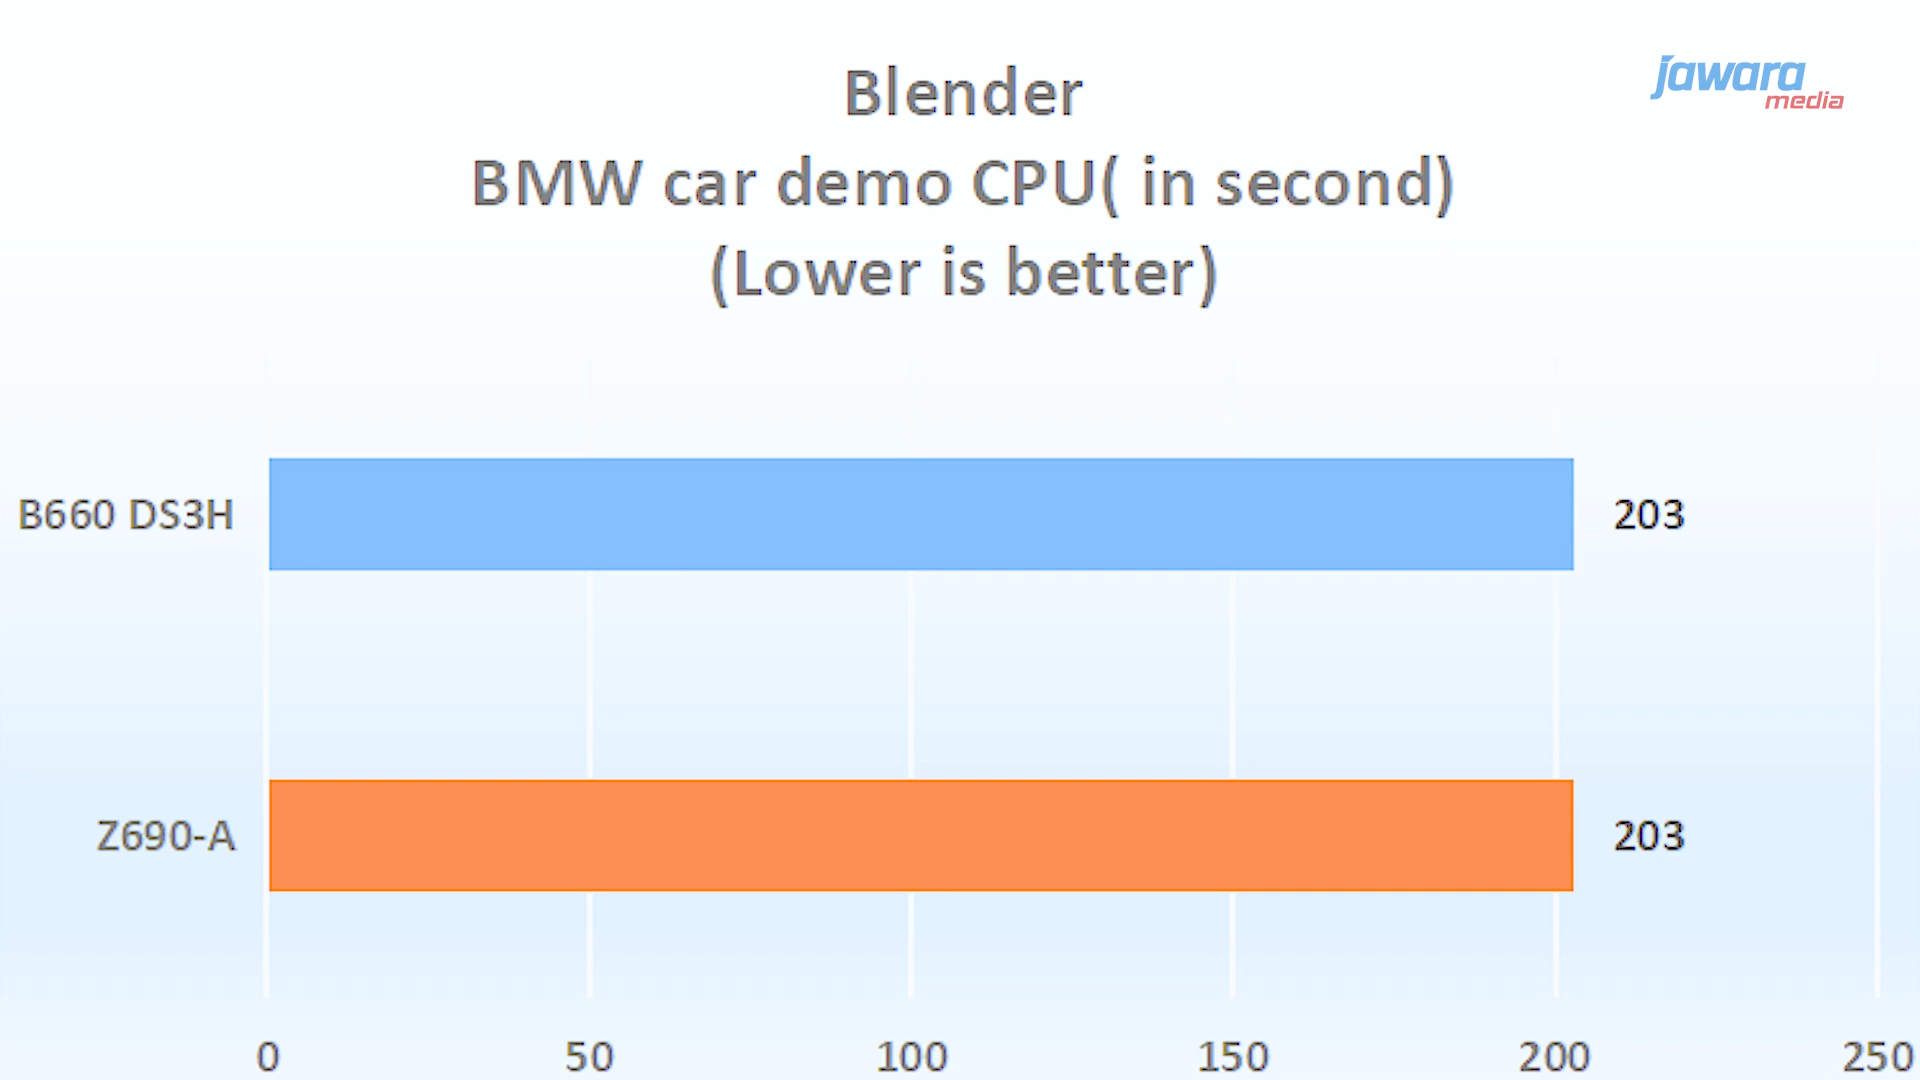 jawara
media
Blender
BMW car demo CPU( in second)
(Lower is better)
B660 DS3H 203
Z690-A 203
0 50 100 150 200 250